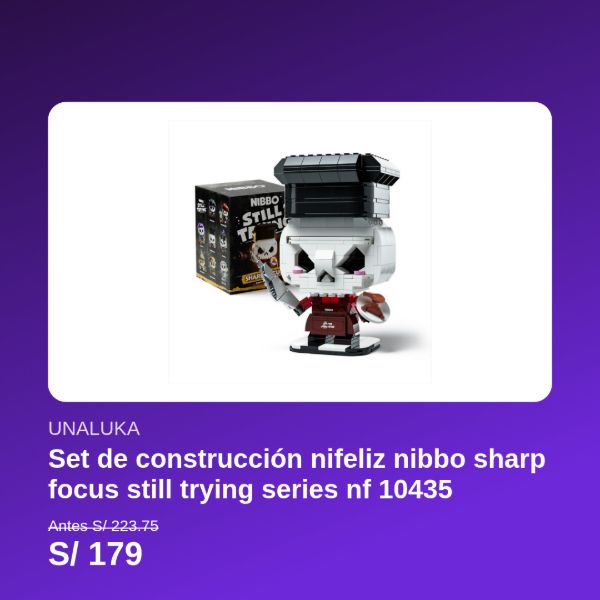 NIBBO
NIBBO
STILL
UNALUKA
Set de construcción nifeliz nibbo sharp
focus still trying series nf 10435
Antes S/ 223.75
S/ 179